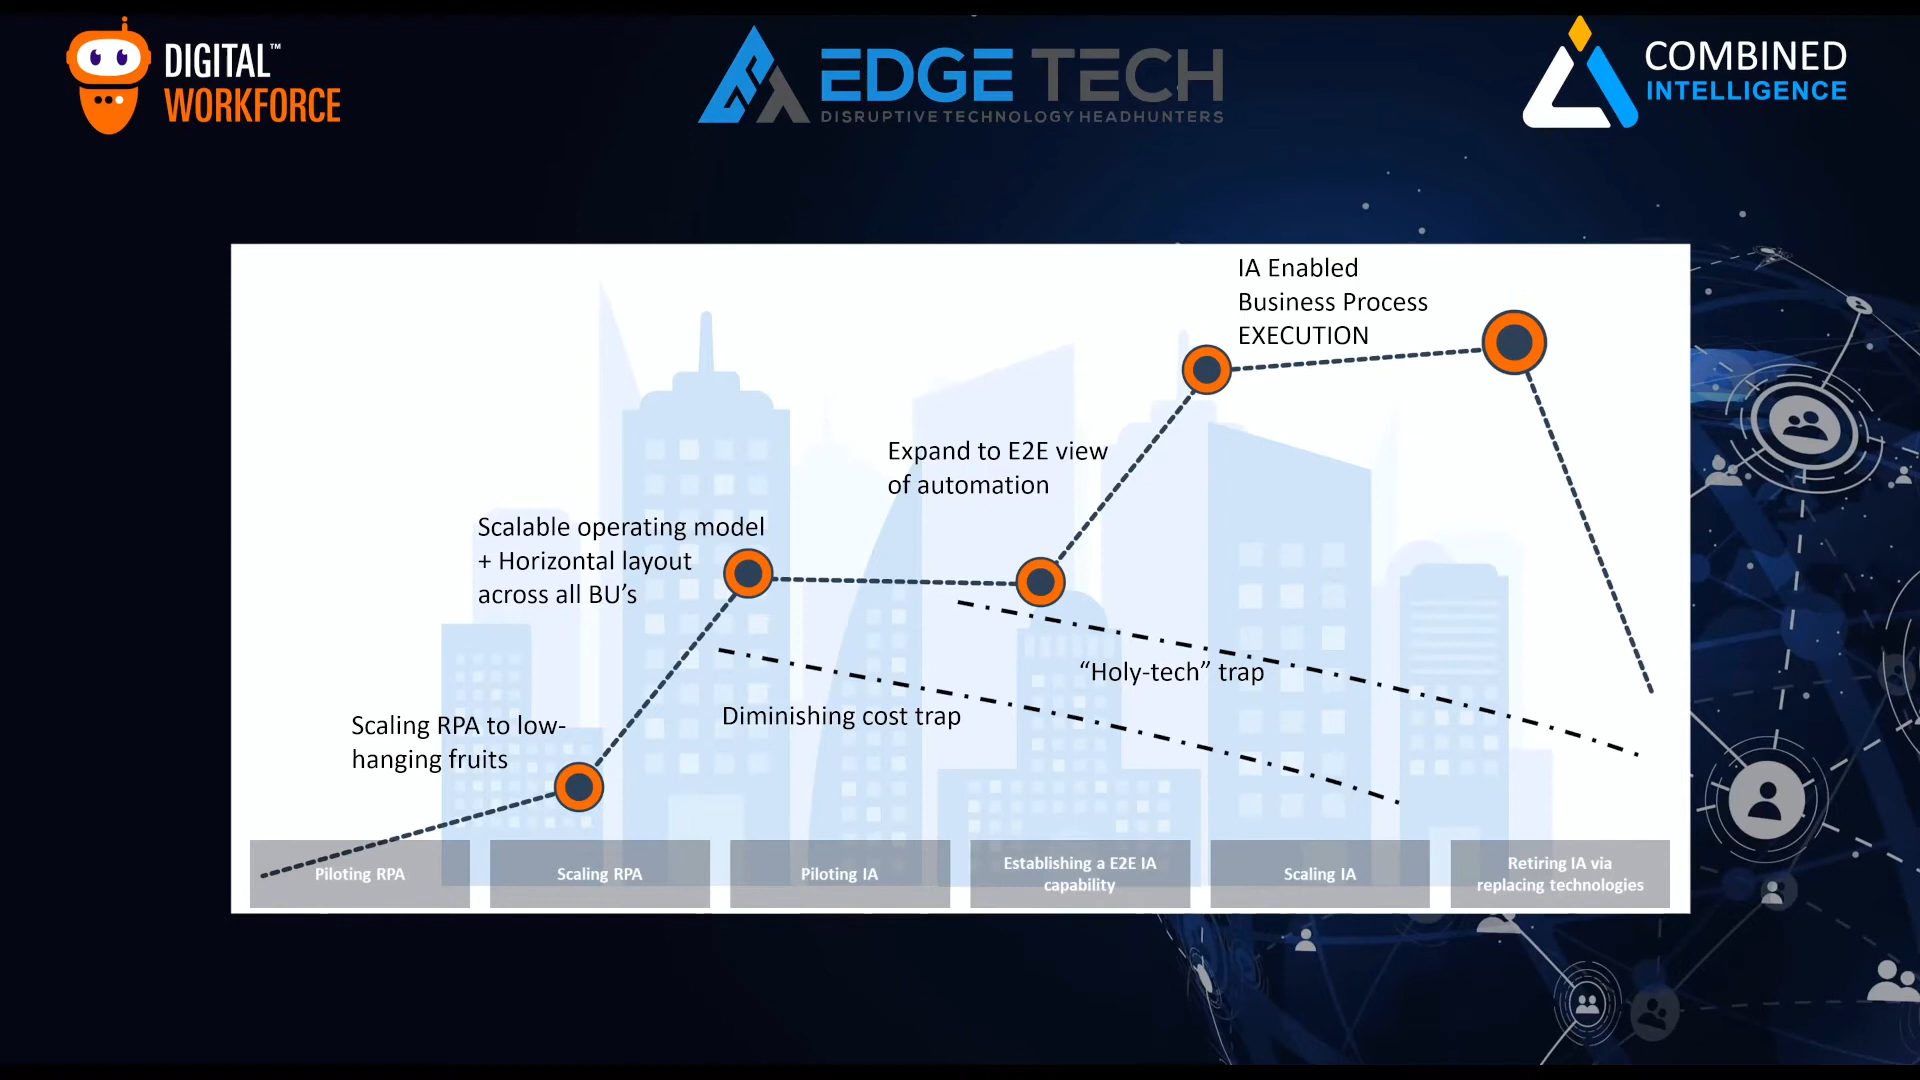 DIGITAL™
WORKFORCE
EDGE TECH
DISRUPTIVE TECHNOLOGY HEADHUNTERS
COMBINED
INTELLIGENCE
IA Enabled
Business Process
EXECUTION
Expand to E2E view
of automation
Scalable operating model
+ Horizontal layout
across all BU’s
“Holy-tech” trap
Diminishing cost trap
Scaling RPA to low-
hanging fruits
Piloting RPA
Scaling RPA
Piloting IA
Establishing a E2E IA
capability
Scaling IA
Retiring IA via
replacing technologies